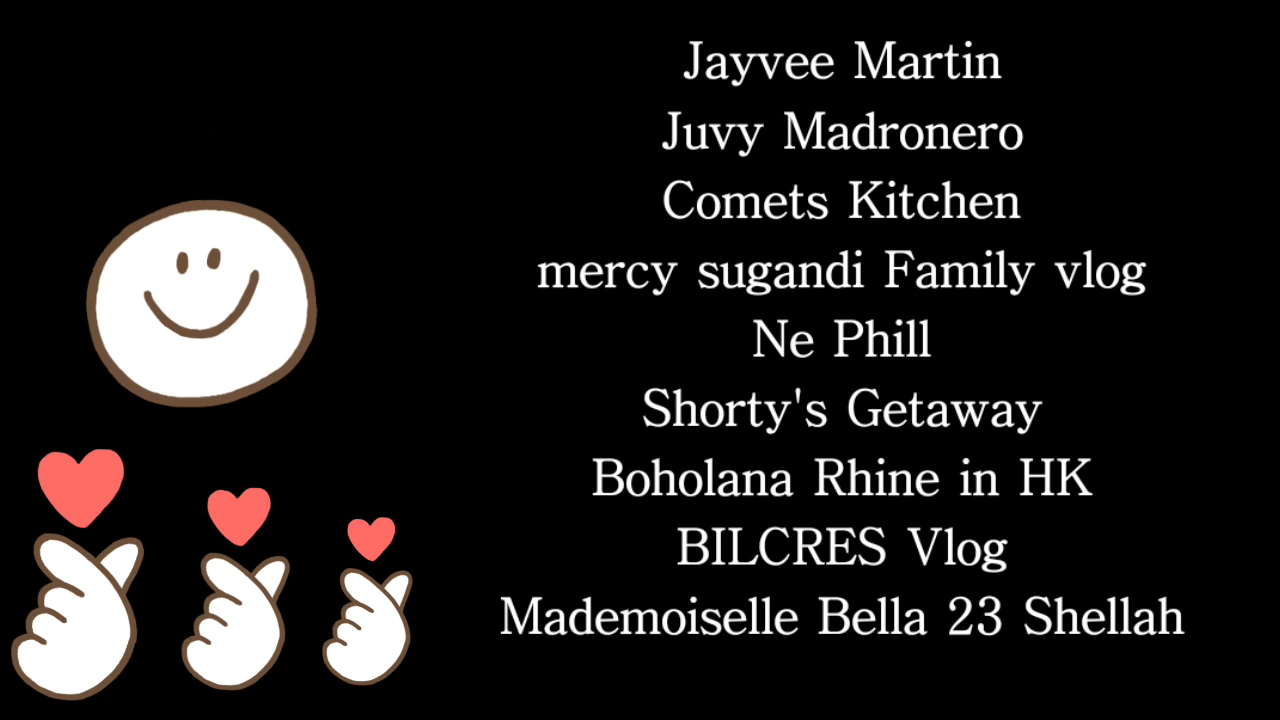 Jayvee Martin
Juvy Madronero
Comets Kitchen
mercy sugandi Family vlog
Ne Phill
Shorty's Getaway
Boholana Rhine in HK
BILCRES Vlog
Mademoiselle Bella 23 Shellah